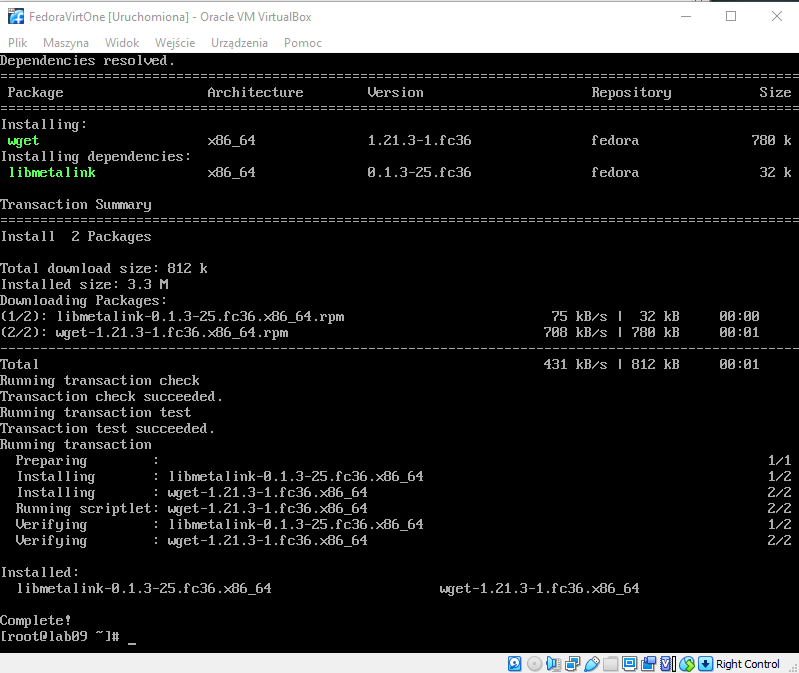 FedoraVirtOne [Uruchomiona] - Oracle VM VirtualBox
Plik Maszyna Widok Wejście Urządzenia Pomoc
Dependencies resolved.
================================================================================
Package Architecture Version Repository Size
================================================================================
Installing:
wget x86_64 1.21.3-1.fc36 fedora 780 k
Installing dependencies:
libmetalink x86_64 0.1.3-25.fc36 fedora 32 k
Transaction Summary
================================================================================
Install 2 Packages
Total download size: 812 k
Installed size: 3.3 M
Downloading Packages:
(1/2): libmetalink-0.1.3-25.fc36.x86_64.rpm 75 kB/s | 32 kB 00:00
(2/2): wget-1.21.3-1.fc36.x86_64.rpm 708 kB/s | 780 kB 00:01
--------------------------------------------------------------------------------
Total 431 kB/s | 812 kB 00:01
Running transaction check
Transaction check succeeded.
Running transaction test
Transaction test succeeded.
Running transaction
Preparing : 1/1
Installing : libmetalink-0.1.3-25.fc36.x86_64 1/2
Installing : wget-1.21.3-1.fc36.x86_64 2/2
Running scriptlet: wget-1.21.3-1.fc36.x86_64 2/2
Verifying : libmetalink-0.1.3-25.fc36.x86_64 1/2
Verifying : wget-1.21.3-1.fc36.x86_64 2/2
Installed:
libmetalink-0.1.3-25.fc36.x86_64 wget-1.21.3-1.fc36.x86_64
Complete!
[root@lab09 ~]# _
Right Control